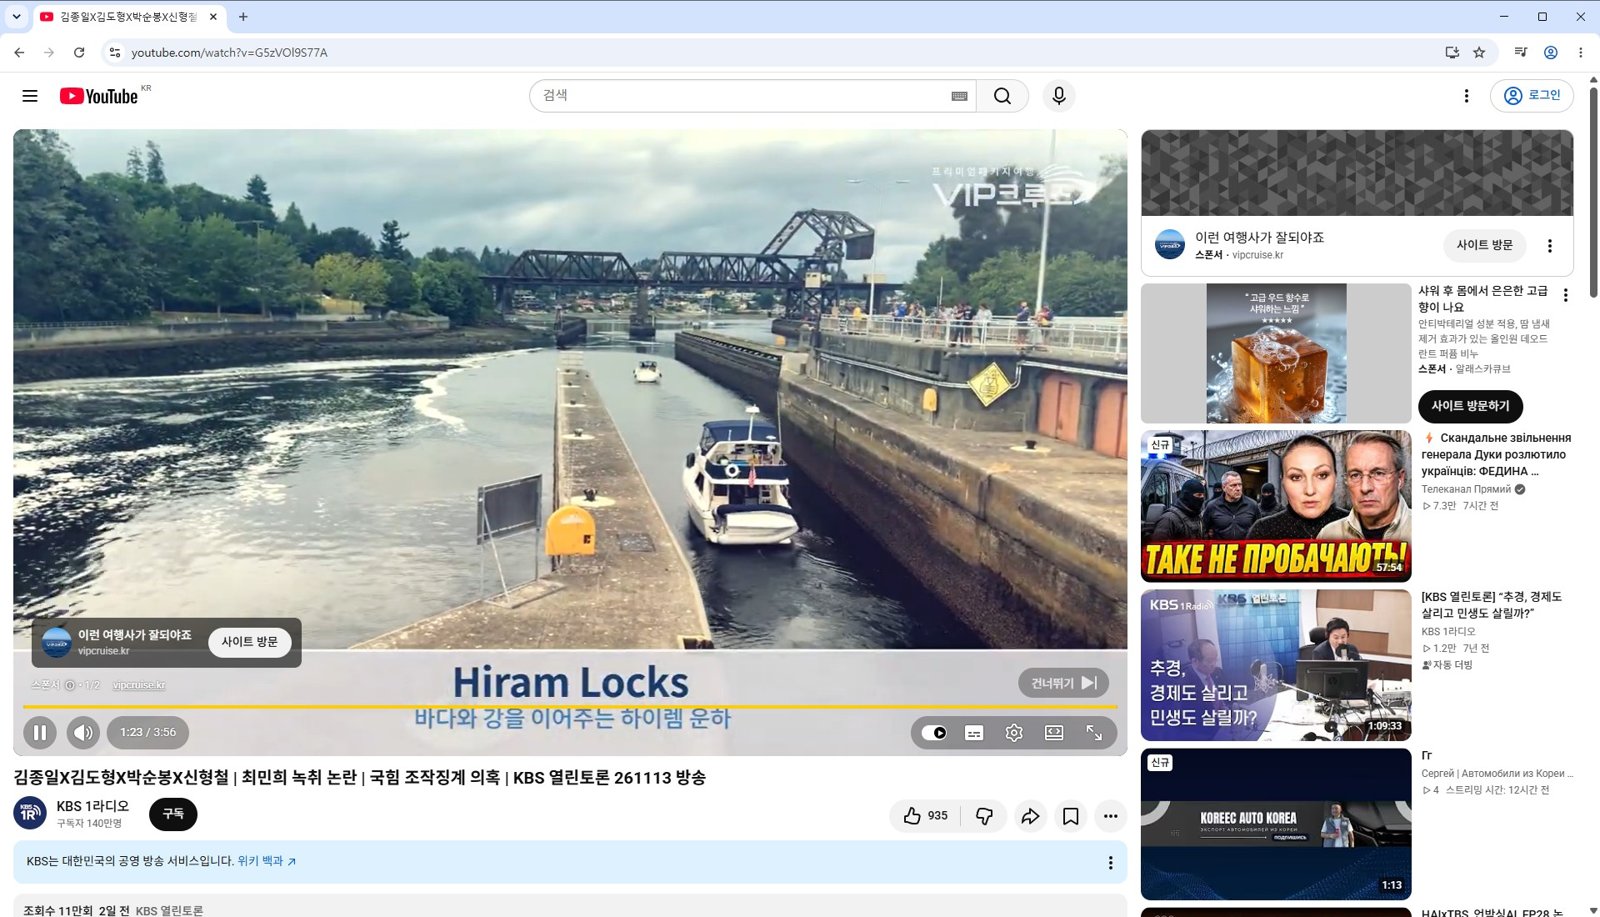 김종일X김도형X박순봉X신형철
youtube.com/watch?v=G5zVOl9S77A
YouTube KR
검색
로그인
프리미엄패키지여행
VIP크루즈
이런 여행사가 잘되야죠
vipcruise.kr
사이트 방문
스폰서 · 1/2 vipcruise.kr
Hiram Locks
바다와 강을 이어주는 하이렘 운하
건너뛰기
1:23 / 3:56
김종일X김도형X박순봉X신형철 | 최민희 녹취 논란 | 국힘 조작징계 의혹 | KBS 열린토론 261113 방송
KBS 1R
KBS 1라디오
구독자 140만명
구독
935
KBS는 대한민국의 공영 방송 서비스입니다. 위키 백과
조회수 11만회 2일 전 KBS 열린토론
이런 여행사가 잘되야죠
스폰서 · vipcruise.kr
사이트 방문
" 고급 우드 향수로
샤워하는 느낌 "
★★★★★
샤워 후 몸에서 은은한 고급
향이 나요
안티박테리얼 성분 적용, 땀 냄새
제거 효과가 있는 올인원 데오드
란트 퍼퓸 비누
스폰서 · 알래스카큐브
사이트 방문하기
신규
ТАКЕ НЕ ПРОБАЧАЮТЬ!
57:54
Скандальне звільнення
генерала Дуки розлютило
українців: ФЕДИНА ...
Телеканал Прямий
7.3만 7시간 전
KBS 1Radio
KBS 열린토론
추경,
경제도 살리고
민생도 살릴까?
1:09:33
[KBS 열린토론] “추경, 경제도
살리고 민생도 살릴까?”
KBS 1라디오
1.2만 7년 전
자동 더빙
신규
KOREEC AUTO KOREA
ЭКСПОРТ АВТОМОБИЛЕЙ ИЗ КОРЕИ
ПОДПИШИСЬ
1:13
Гг
Сергей | Автомобили из Кореи ...
4 스트리밍 시간: 12시간 전